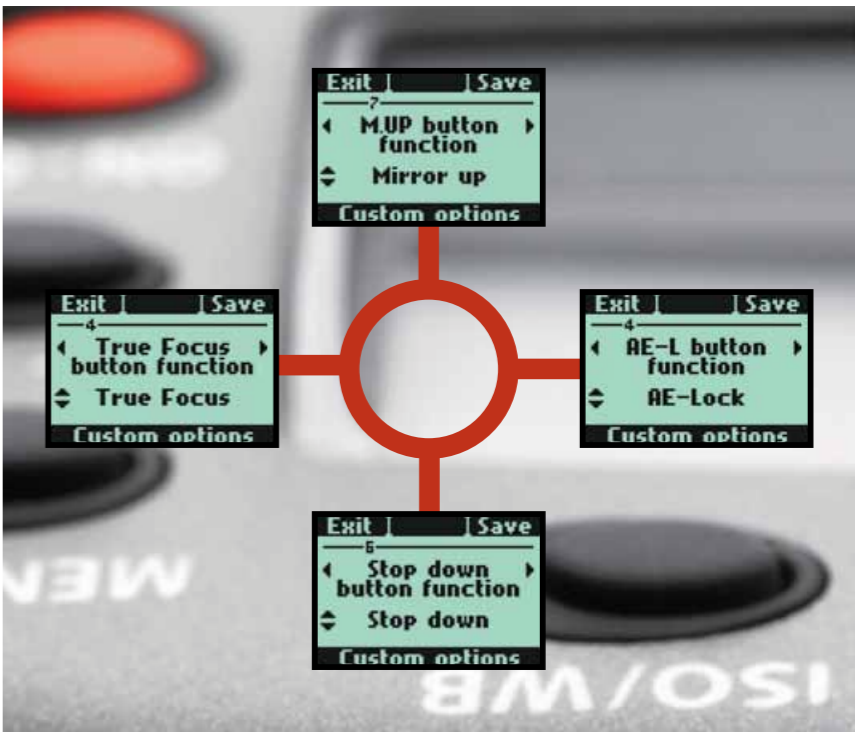 Exit Save
7
M.UP button
function
Mirror up
Custom options
Exit Save
4
True Focus
button function
True Focus
Custom options
Exit Save
4
AE-L button
function
AE-Lock
Custom options
Exit Save
6
Stop down
button function
Stop down
Custom options
MEN
ISO/WB